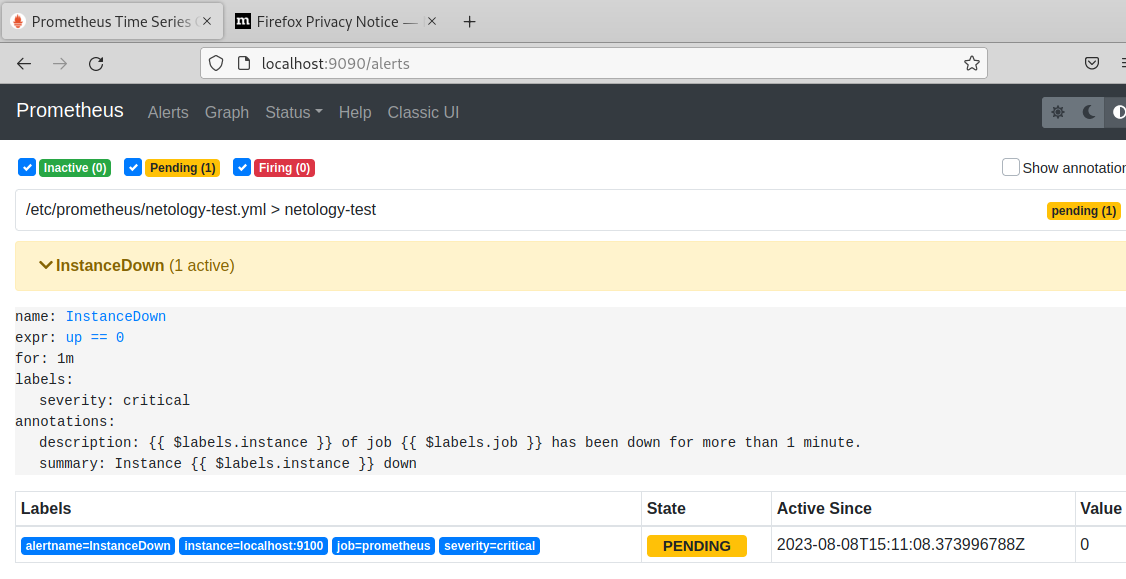 Prometheus Time Series
Firefox Privacy Notice —
localhost:9090/alerts
Prometheus Alerts Graph Status Help Classic UI
Inactive (0) Pending (1) Firing (0) Show annotation
/etc/prometheus/netology-test.yml > netology-test pending (1)
InstanceDown (1 active)
name: InstanceDown
expr: up == 0
for: 1m
labels:
severity: critical
annotations:
description: {{ $labels.instance }} of job {{ $labels.job }} has been down for more than 1 minute.
summary: Instance {{ $labels.instance }} down
Labels State Active Since Value
alertname=InstanceDown instance=localhost:9100 job=prometheus severity=critical PENDING 2023-08-08T15:11:08.373996788Z 0